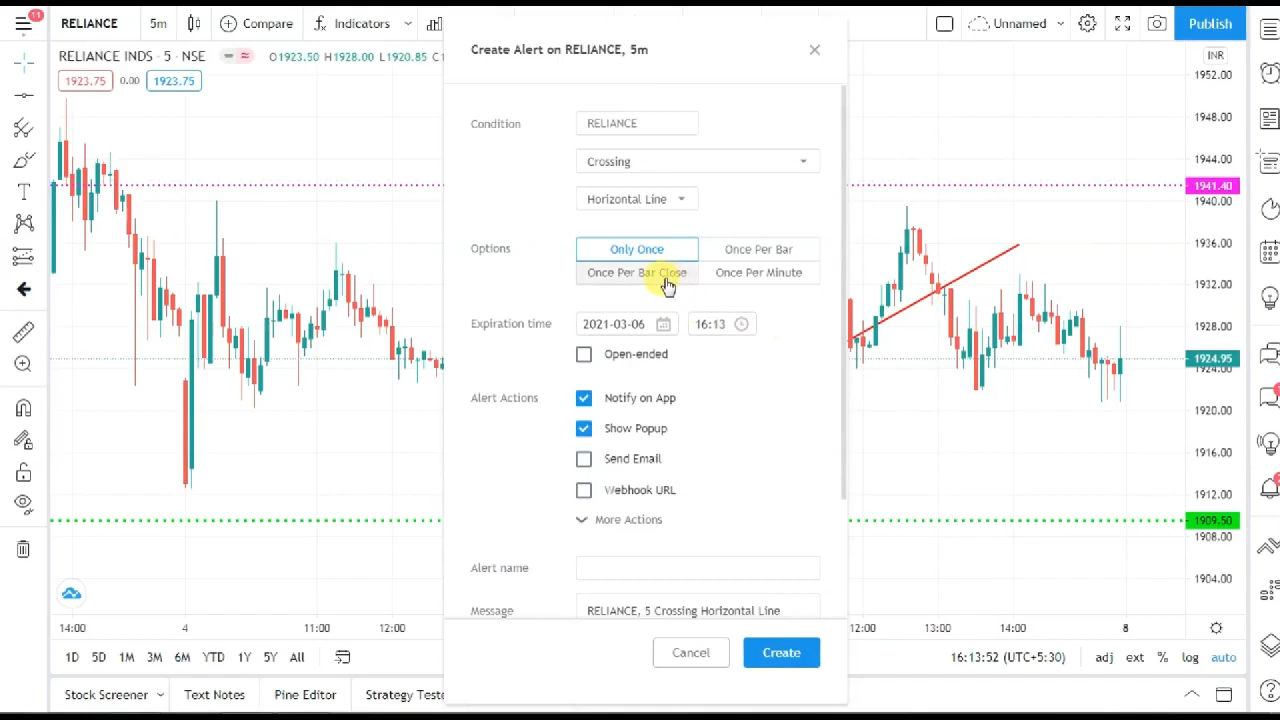 11
RELIANCE
5m
Compare
Indicators
Unnamed
Publish
RELIANCE INDS · 5 · NSE
O1923.50 H1928.00 L1920.85
1923.75 0.00 1923.75
Create Alert on RELIANCE, 5m
Condition
RELIANCE
Crossing
Horizontal Line
Options
Only Once
Once Per Bar
Once Per Bar Close
Once Per Minute
Expiration time
2021-03-06
16:13
Open-ended
Alert Actions
Notify on App
Show Popup
Send Email
Webhook URL
More Actions
Alert name
Message
RELIANCE, 5 Crossing Horizontal Line
Cancel
Create
INR
1952.00
1948.00
1944.00
1941.40
1940.00
1936.00
1932.00
1928.00
1924.95
1924.00
1920.00
1916.00
1912.00
1909.50
1908.00
1904.00
14:00 4 11:00 12:00 12:00 13:00 14:00 8
1D 5D 1M 3M 6M YTD 1Y 5Y All
16:13:52 (UTC+5:30) adj ext % log auto
Stock Screener Text Notes Pine Editor Strategy Teste